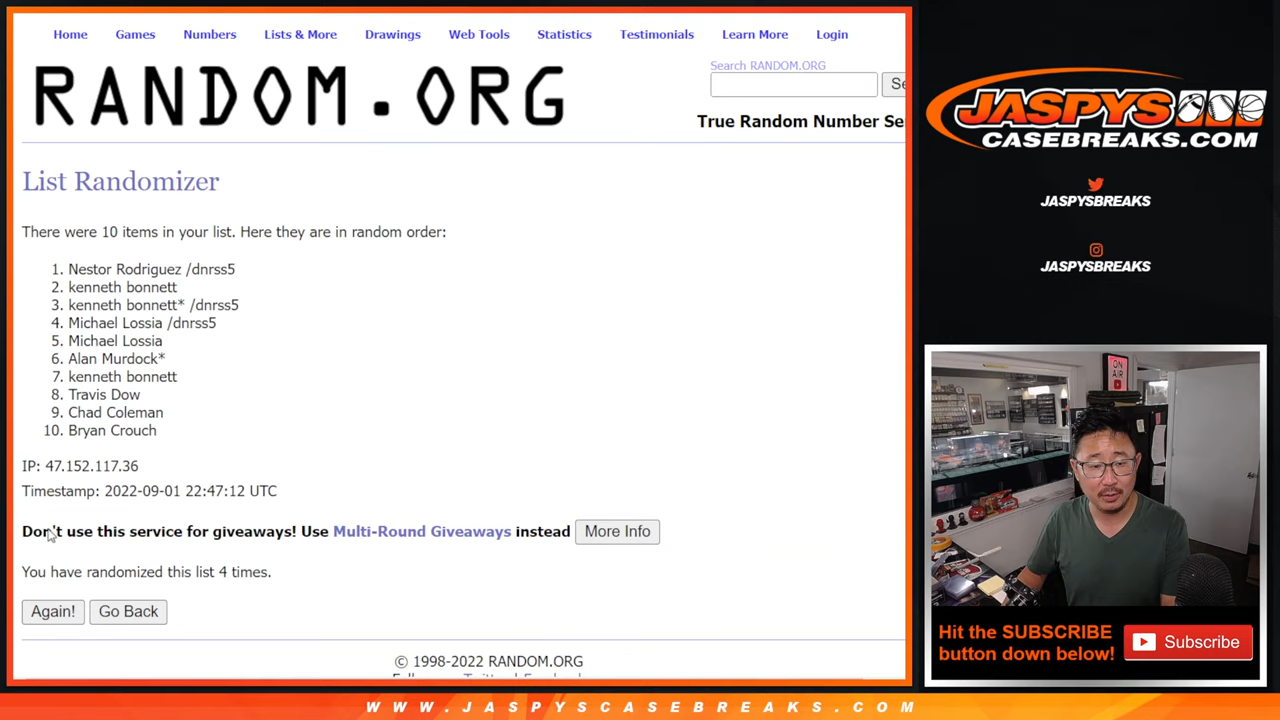 Home Games Numbers Lists & More Drawings Web Tools Statistics Testimonials Learn More Login
Search RANDOM.ORG
RANDOM.ORG
Se
True Random Number Se
List Randomizer
There were 10 items in your list. Here they are in random order:
1. Nestor Rodriguez /dnrss5
2. kenneth bonnett
3. kenneth bonnett* /dnrss5
4. Michael Lossia /dnrss5
5. Michael Lossia
6. Alan Murdock*
7. kenneth bonnett
8. Travis Dow
9. Chad Coleman
10. Bryan Crouch
IP: 47.152.117.36
Timestamp: 2022-09-01 22:47:12 UTC
Don't use this service for giveaways! Use Multi-Round Giveaways instead More Info
You have randomized this list 4 times.
Again! Go Back
© 1998-2022 RANDOM.ORG
JASPYS
CASEBREAKS.COM
JASPYSBREAKS
JASPYSBREAKS
ON
AIR
Hit the SUBSCRIBE
button down below!
Subscribe
WWW.JASPYSCASEBREAKS.COM